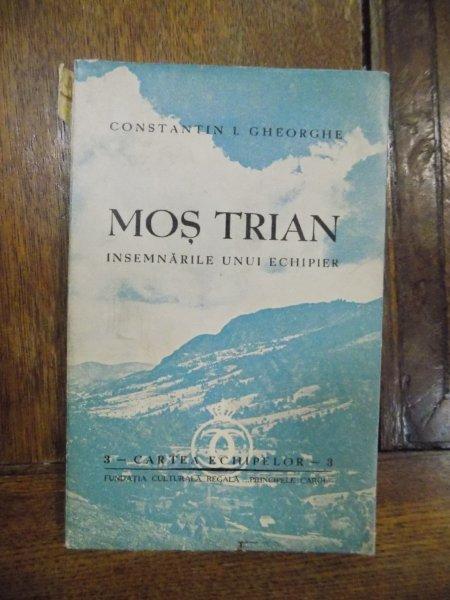 CONSTANTIN I. GHEORGHE
MOȘ TRIAN
INSEMNĂRILE UNUI ECHIPIER
3 – CARTEA ECHIPELOR – 3
FUNDAȚIA CULTURALĂ REGALĂ „PRINCIPELE CAROL"